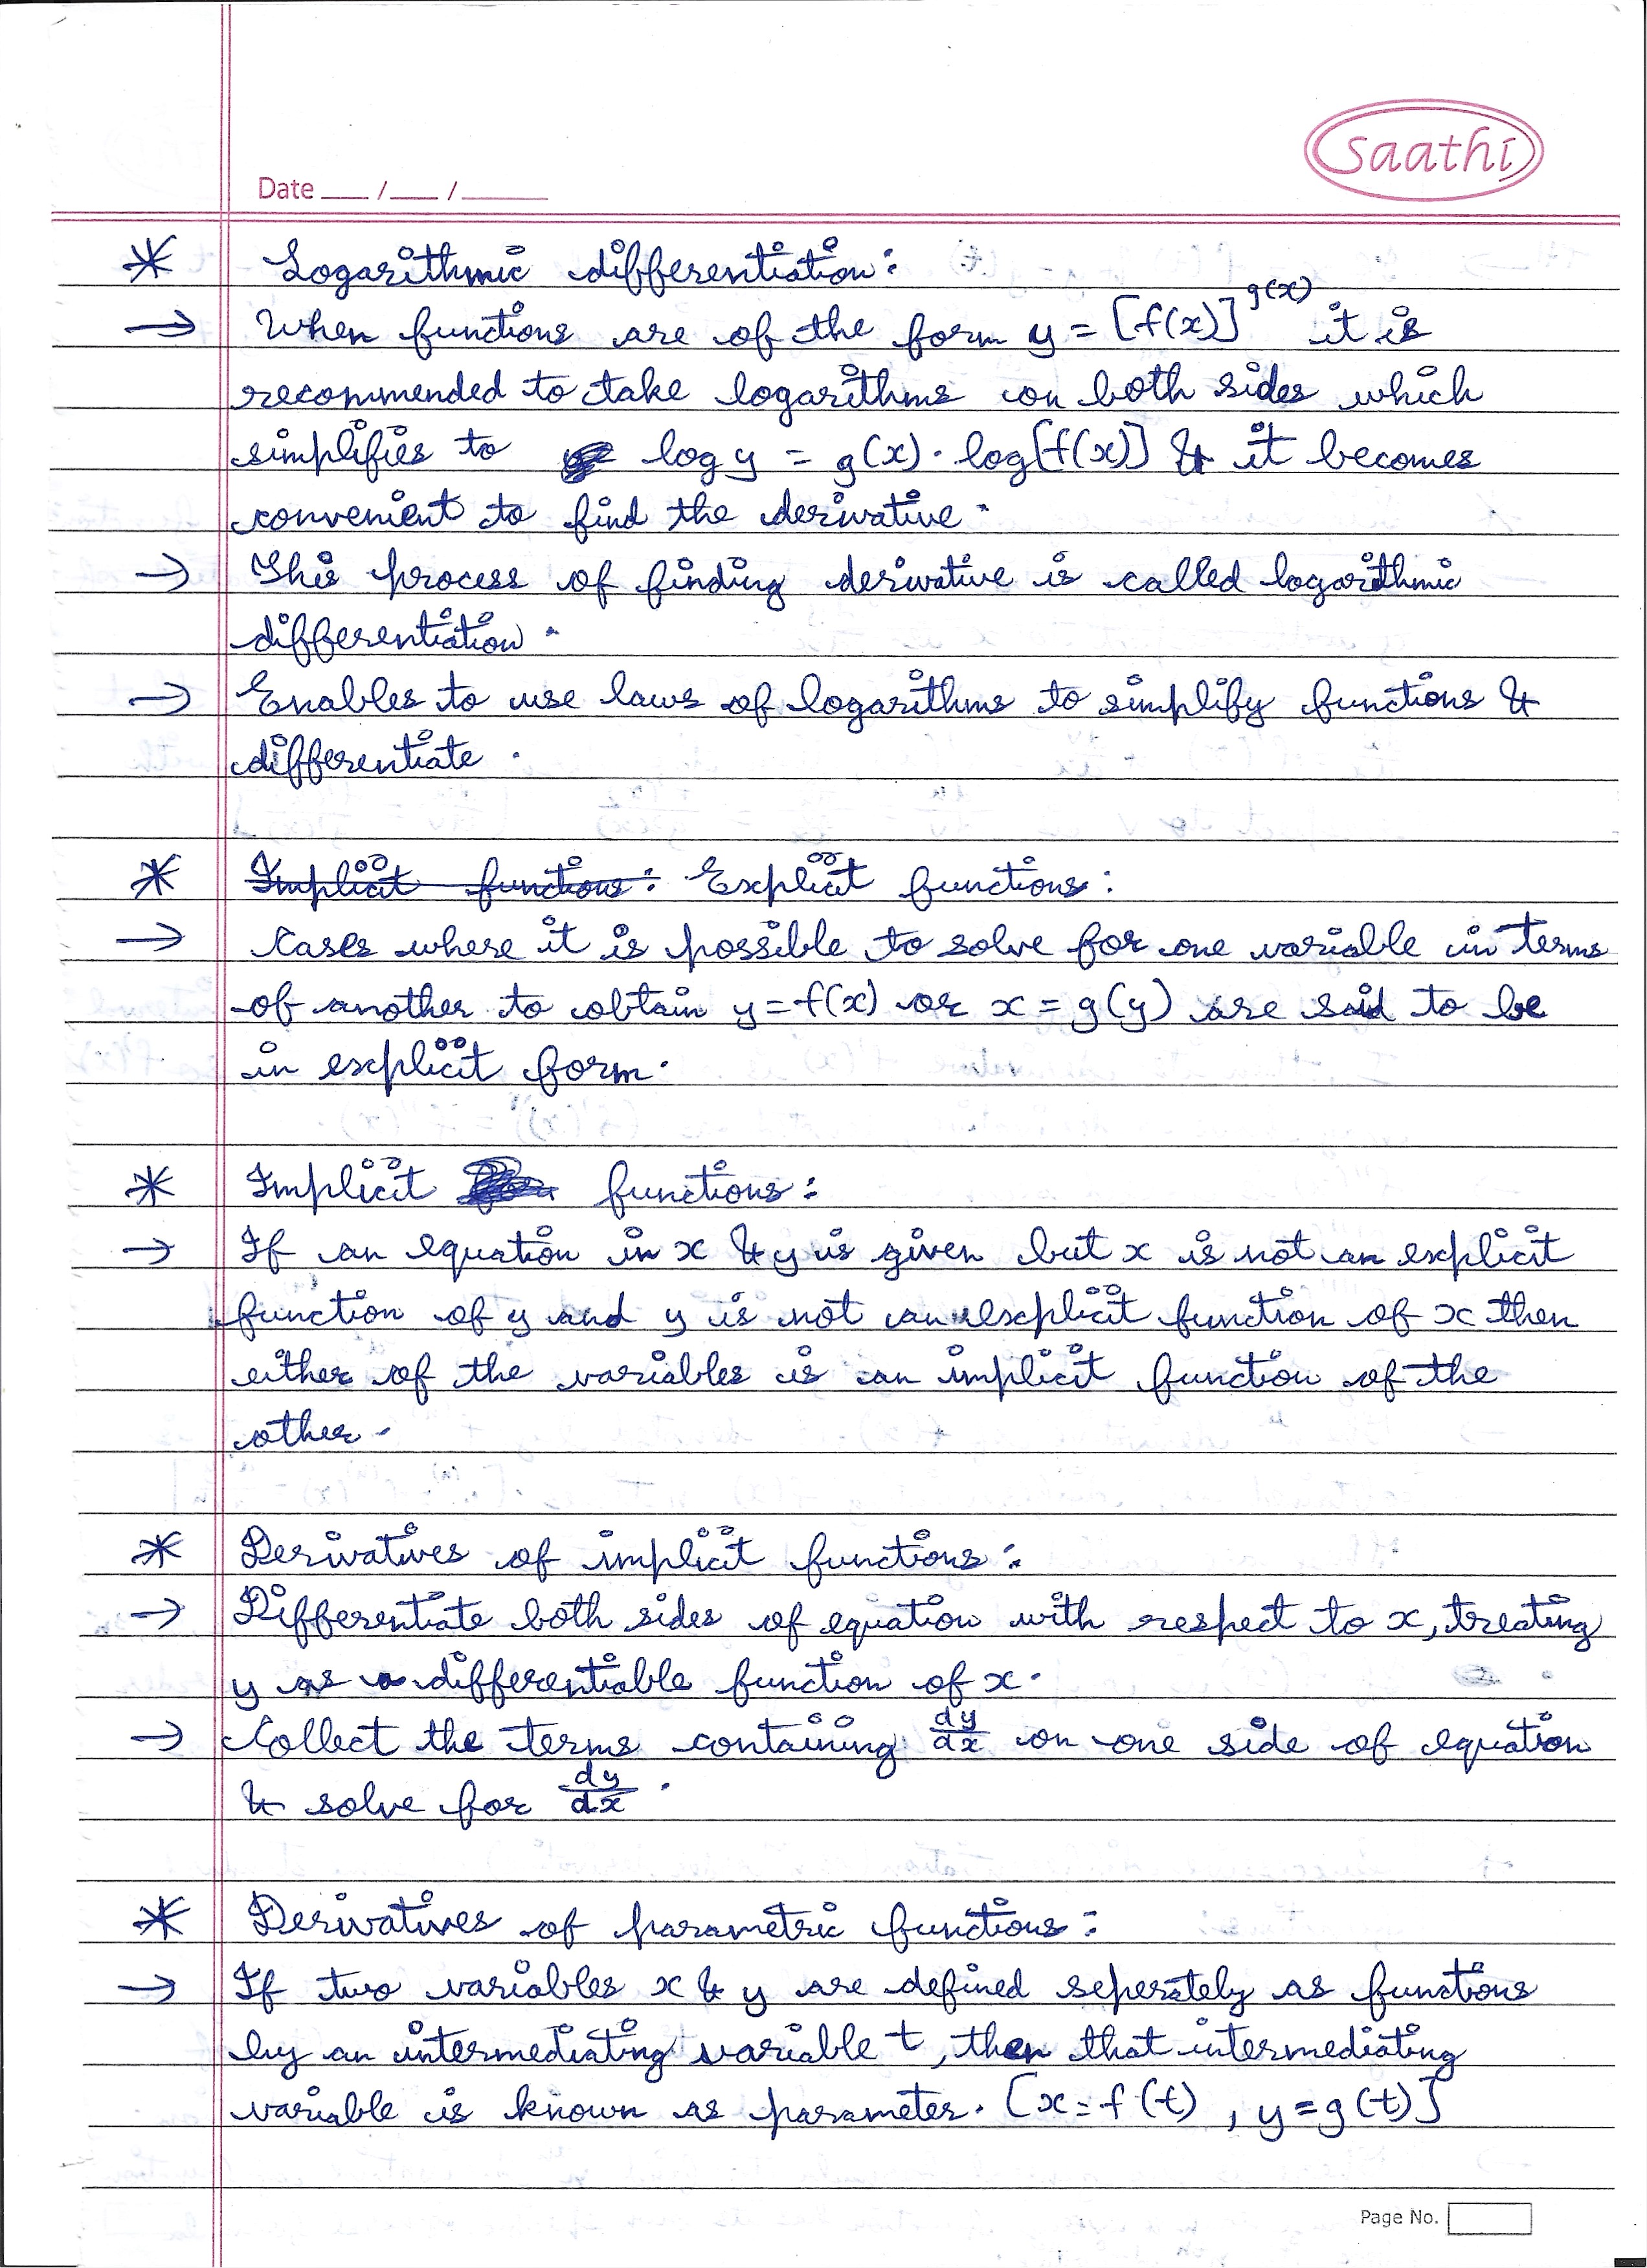 saathi
Date ___ /___ /______
* Logarithmic differentiation:
→ When functions are of the form y = [f(x)]^g(x) it is
recommended to take logarithms on both sides which
simplifies to log y = g(x) · log[f(x)] & it becomes
convenient to find the derivative.
→ This process of finding derivative is called logarithmic
differentiation.
→ Enables to use laws of logarithms to simplify functions &
differentiate.
* Implicit functions: Explicit functions:
→ Cases where it is possible to solve for one variable in terms
of another to obtain y=f(x) or x = g(y) are said to be
in explicit form.
* Implicit functions:
→ If an equation in x & y is given but x is not an explicit
function of y and y is not an explicit function of x then
either of the variables is an implicit function of the
other.
* Derivatives of implicit functions:
→ Differentiate both sides of equation with respect to x, treating
y as a differentiable function of x.
→ Collect the terms containing dy/dx on one side of equation
& solve for dy/dx.
* Derivatives of parametric functions:
→ If two variables x & y are defined seperately as functions
by an intermediating variable t, then that intermediating
variable is known as parameter. [x=f(t), y=g(t)]
Page No.